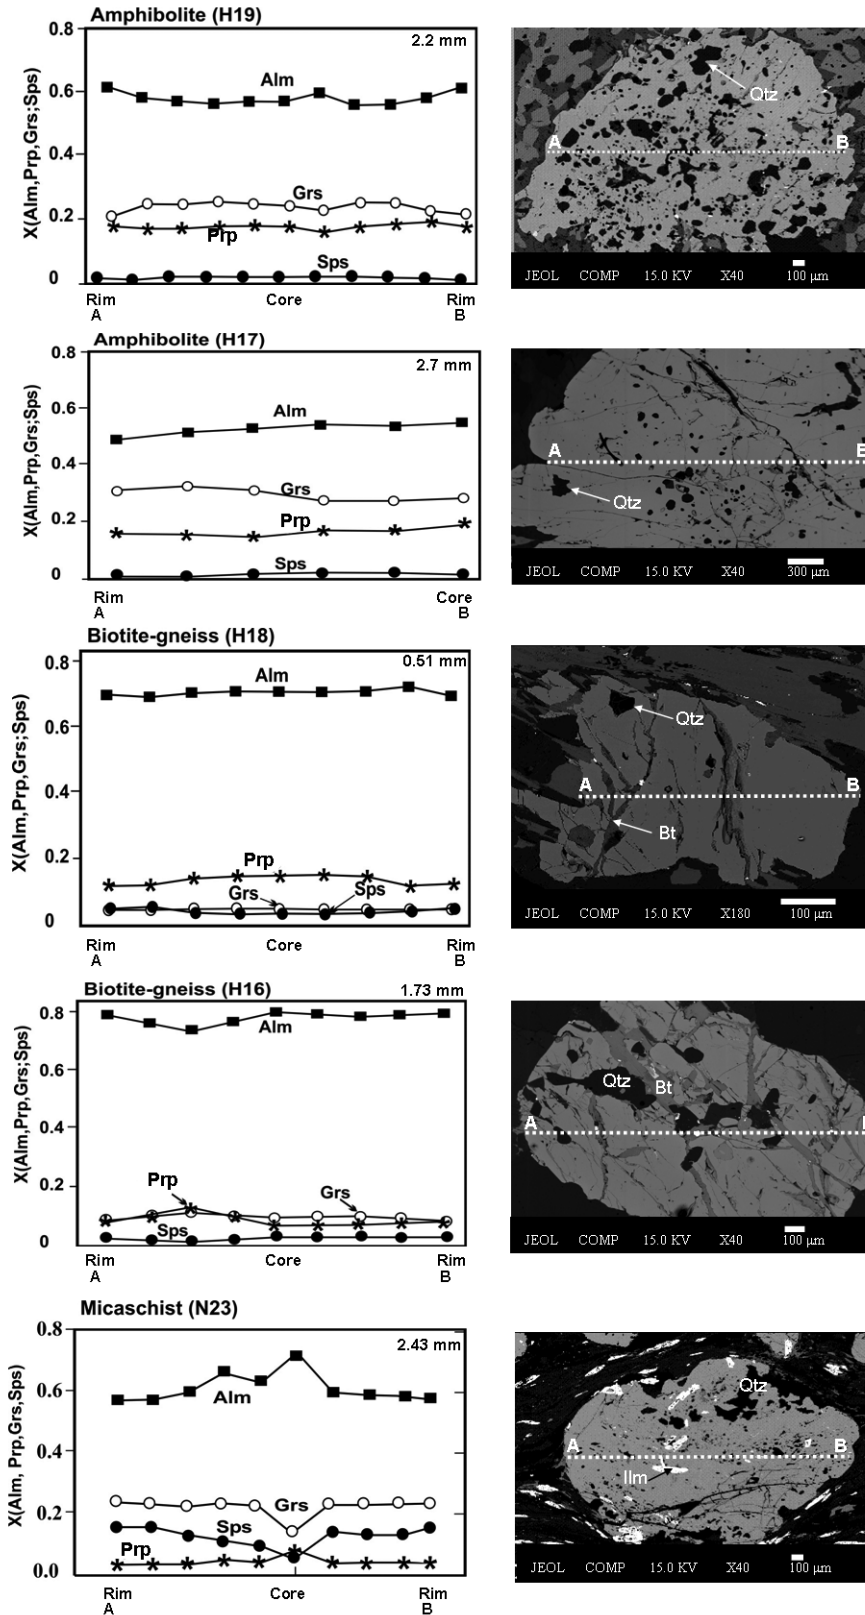 Amphibolite (H19)
X(Alm,Prp,Grs;Sps)
0.8
0.6
0.4
0.2
0
2.2 mm
Alm
Grs
Prp
Sps
Rim
A
Core
Rim
B
Qtz
A
B
JEOL COMP 15.0 KV X40 100 µm
Amphibolite (H17)
X(Alm,Prp,Grs;Sps)
0.8
0.6
0.4
0.2
0
2.7 mm
Alm
Grs
Prp
Sps
Rim
A
Core
B
A
B
Qtz
JEOL COMP 15.0 KV X40 300 µm
Biotite-gneiss (H18)
X(Alm,Prp,Grs;Sps)
0.8
0.6
0.4
0.2
0
0.51 mm
Alm
Prp
Grs
Sps
Rim
A
Core
Rim
B
Qtz
A
B
Bt
JEOL COMP 15.0 KV X180 100 µm
Biotite-gneiss (H16)
X(Alm,Prp,Grs;Sps)
0.8
0.6
0.4
0.2
0
1.73 mm
Alm
Prp
Grs
Sps
Rim
A
Core
Rim
B
Qtz
Bt
A
JEOL COMP 15.0 KV X40 100 µm
Micaschist (N23)
X(Alm, Prp,Grs,Sps)
0.8
0.6
0.4
0.2
0.0
2.43 mm
Alm
Grs
Sps
Prp
Rim
A
Core
Rim
B
Qtz
A
B
Ilm
JEOL COMP 15.0 KV X40 100 µm